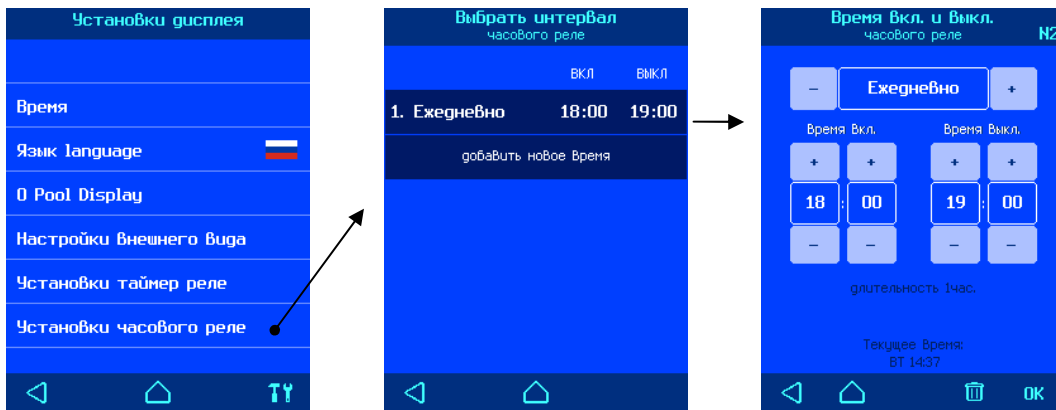 Установки дисплея
Время
Язык language
О Pool Display
Настройки внешнего вида
Установки таймер реле
Установки часового реле
Выбрать интервал
часового реле
ВКЛ ВЫКЛ
1. Ежедневно 18:00 19:00
добавить новое время
Время Вкл. и Выкл.
часового реле
N2
- Ежедневно +
Время Вкл. Время Выкл.
+ + + +
18 : 00 19 : 00
- - - -
длительность 1час.
Текущее Время:
ВТ 14:37
OK